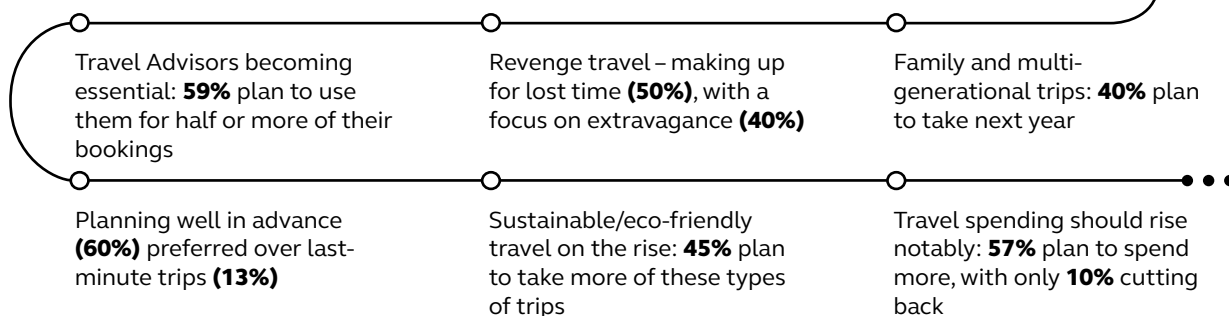 Travel Advisors becoming
essential: 59% plan to use
them for half or more of their
bookings
Revenge travel – making up
for lost time (50%), with a
focus on extravagance (40%)
Family and multi-
generational trips: 40% plan
to take next year
Planning well in advance
(60%) preferred over last-
minute trips (13%)
Sustainable/eco-friendly
travel on the rise: 45% plan
to take more of these types
of trips
Travel spending should rise
notably: 57% plan to spend
more, with only 10% cutting
back